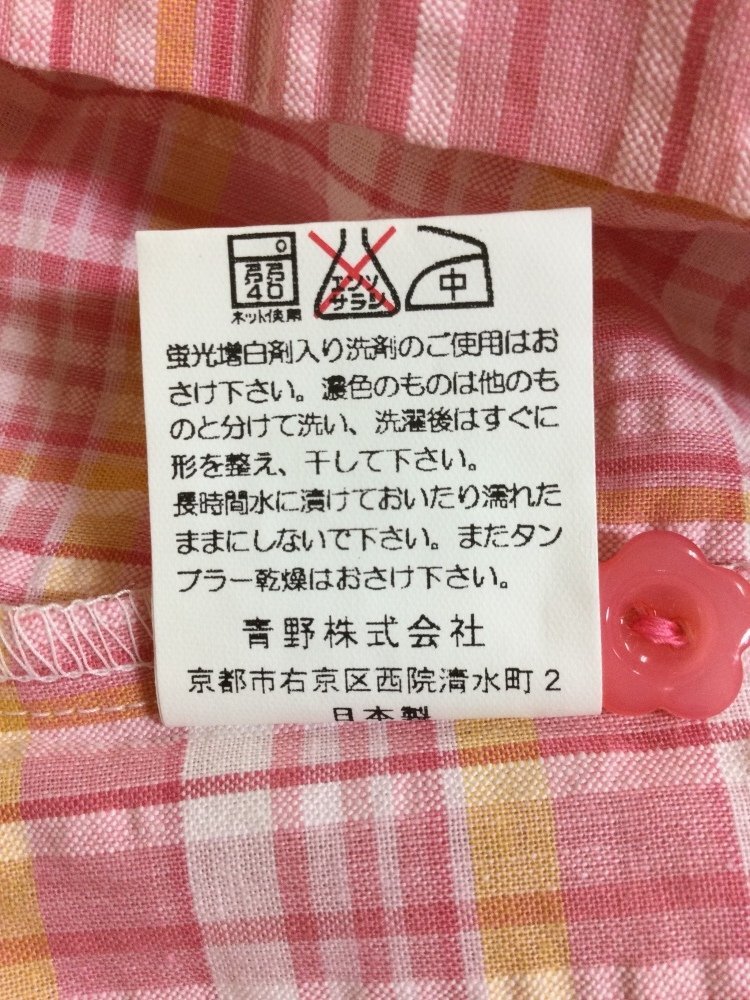 弱 40
ネット使用
エンソ
サラシ
中
蛍光増白剤入り洗剤のご使用はお
さけ下さい。濃色のものは他のも
のと分けて洗い、洗濯後はすぐに
形を整え、干して下さい。
長時間水に漬けておいたり濡れた
ままにしないで下さい。またタン
ブラー乾燥はおさけ下さい。
青野株式会社
京都市右京区西院清水町2
日本製